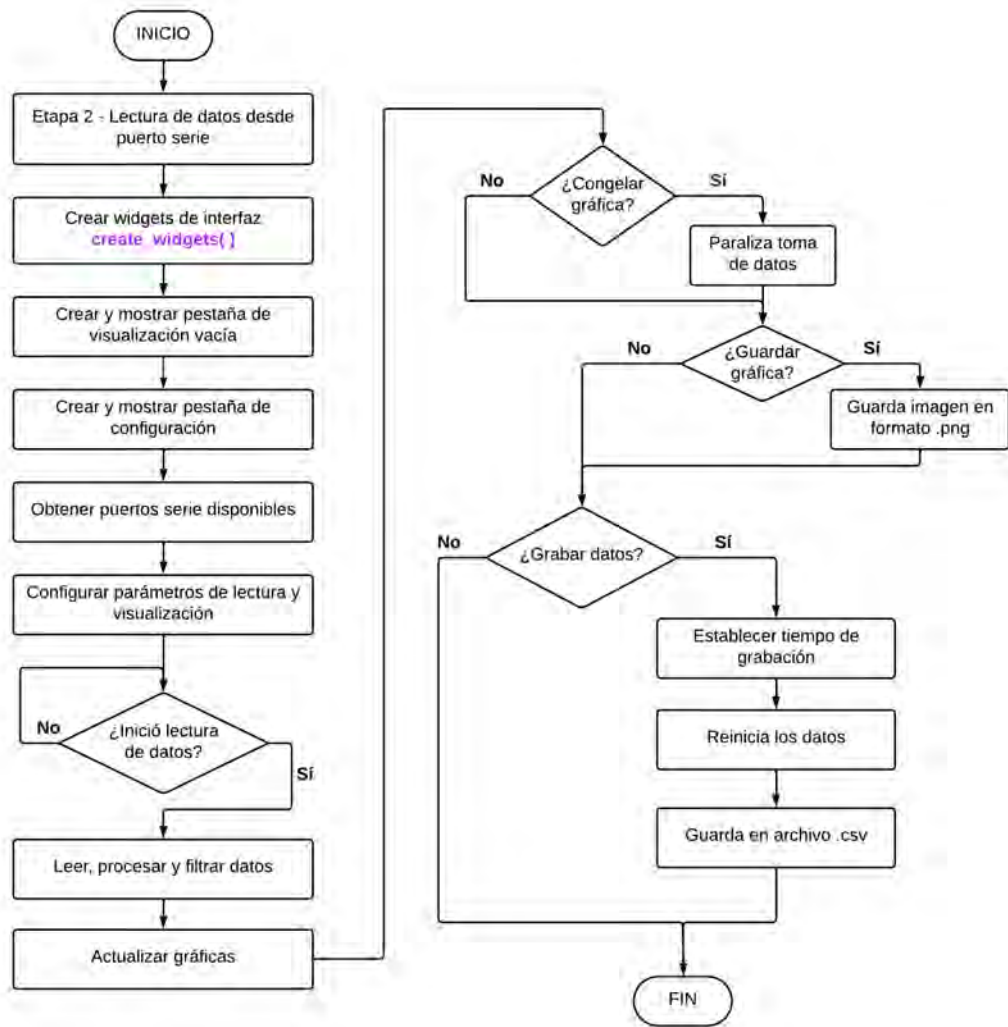 INICIO
Etapa 2 - Lectura de datos desde
puerto serie
Crear widgets de interfaz
create_widgets()
Crear y mostrar pestaña de
visualización vacía
Crear y mostrar pestaña de
configuración
Obtener puertos serie disponibles
Configurar parámetros de lectura y
visualización
¿Inició lectura
de datos?
No
Sí
Leer, procesar y filtrar datos
Actualizar gráficas
¿Congelar
gráfica?
No
Sí
Paraliza toma
de datos
¿Guardar
gráfica?
No
Sí
Guarda imagen en
formato .png
¿Grabar datos?
No
Sí
Establecer tiempo de
grabación
Reinicia los datos
Guarda en archivo .csv
FIN